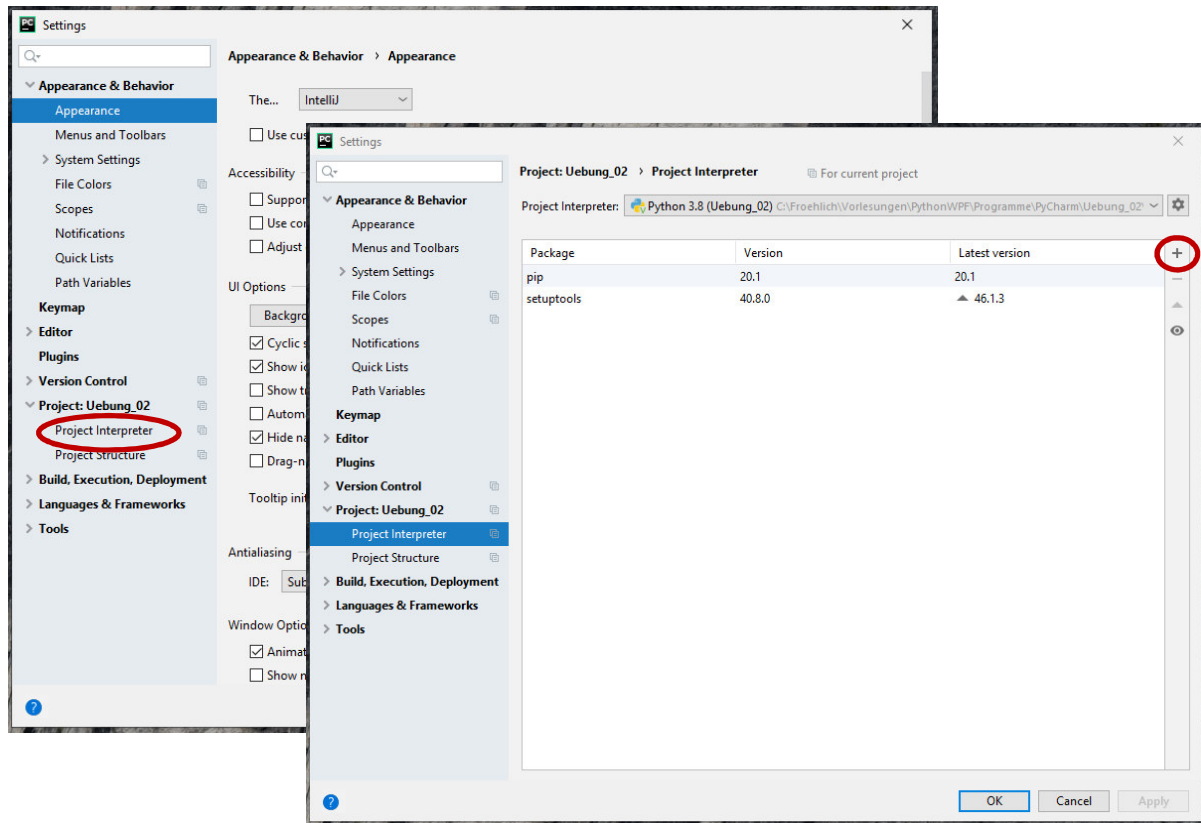 Settings
Appearance & Behavior
Appearance
Menus and Toolbars
System Settings
File Colors
Scopes
Notifications
Quick Lists
Path Variables
Keymap
Editor
Plugins
Version Control
Project: Uebung_02
Project Interpreter
Project Structure
Build, Execution, Deployment
Languages & Frameworks
Tools
Appearance & Behavior › Appearance
The... IntelliJ
Use cus
Accessibility
Suppor
Use cor
Adjust
UI Options
Backgro
Cyclic s
Show ic
Show t
Autom
Hide na
Drag-n
Tooltip init
Antialiasing
IDE: Sub
Window Optio
Animat
Show n
?
Settings
Appearance & Behavior
Appearance
Menus and Toolbars
System Settings
File Colors
Scopes
Notifications
Quick Lists
Path Variables
Keymap
Editor
Plugins
Version Control
Project: Uebung_02
Project Interpreter
Project Structure
Build, Execution, Deployment
Languages & Frameworks
Tools
Project: Uebung_02 › Project Interpreter For current project
Project Interpreter: Python 3.8 (Uebung_02) C:\Froehlich\Vorlesungen\PythonWPF\Programme\PyCharm\Uebung_02\
Package Version Latest version
pip 20.1 20.1
setuptools 40.8.0 ▲ 46.1.3
?
OK Cancel Apply